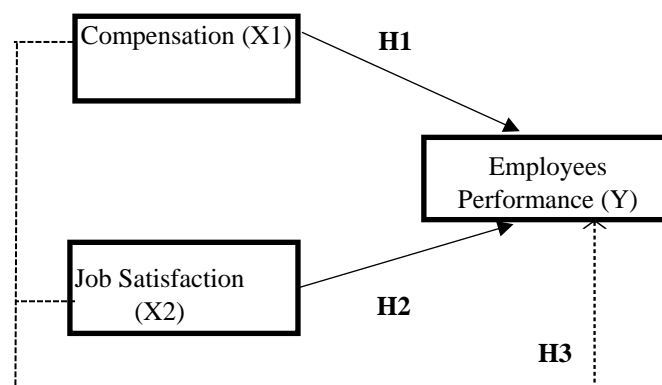 Compensation (X1)
H1
Employees
Performance (Y)
Job Satisfaction
(X2)
H2
H3